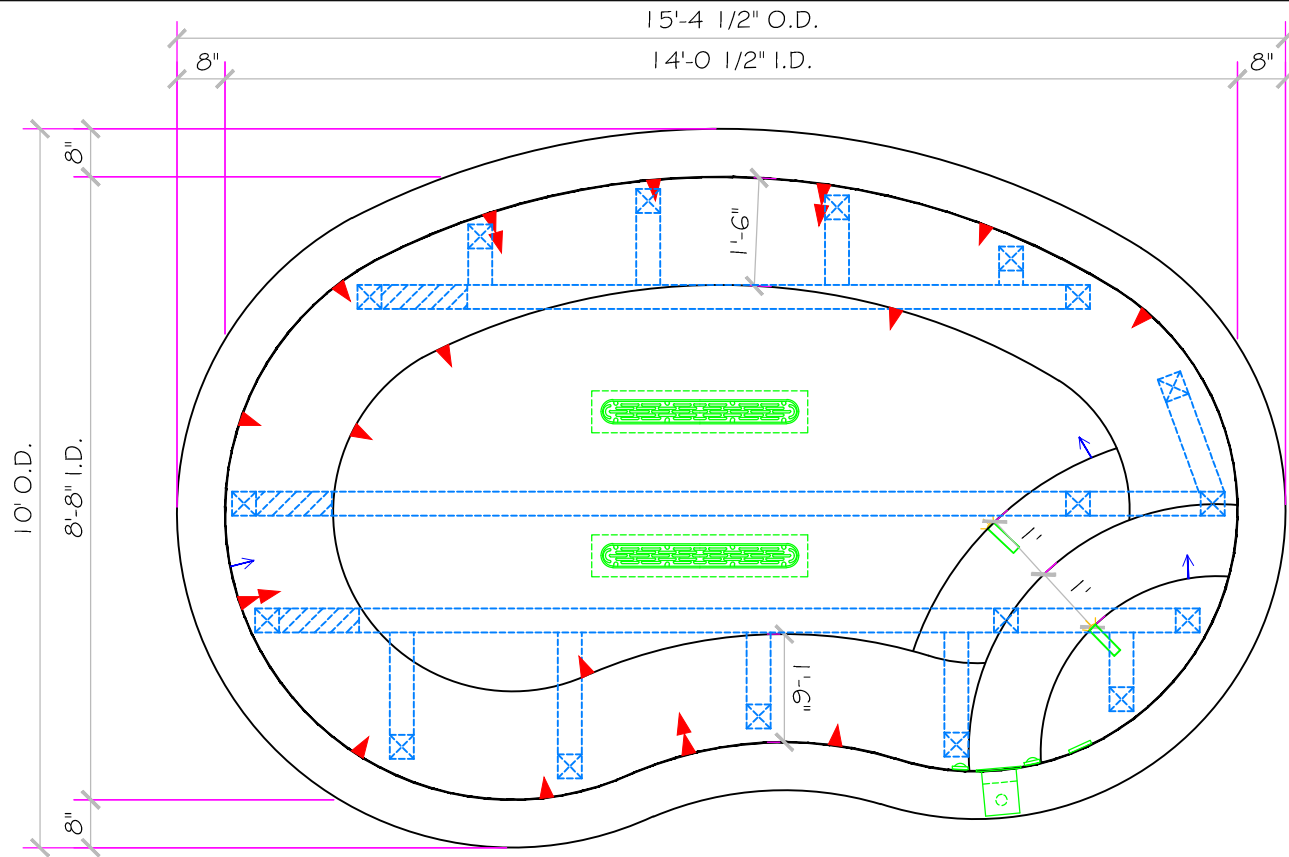 15'-4 1/2" O.D.
8"
14'-0 1/2" I.D.
8"
8"
1'-6"
10' O.D.
8'-8" I.D.
1'
1'
1'-6"
8"